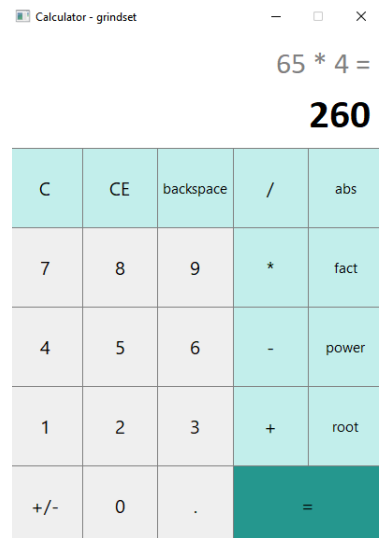 Calculator - grindset
65 * 4 =
260
C CE backspace / abs
7 8 9 * fact
4 5 6 - power
1 2 3 + root
+/- 0 . =